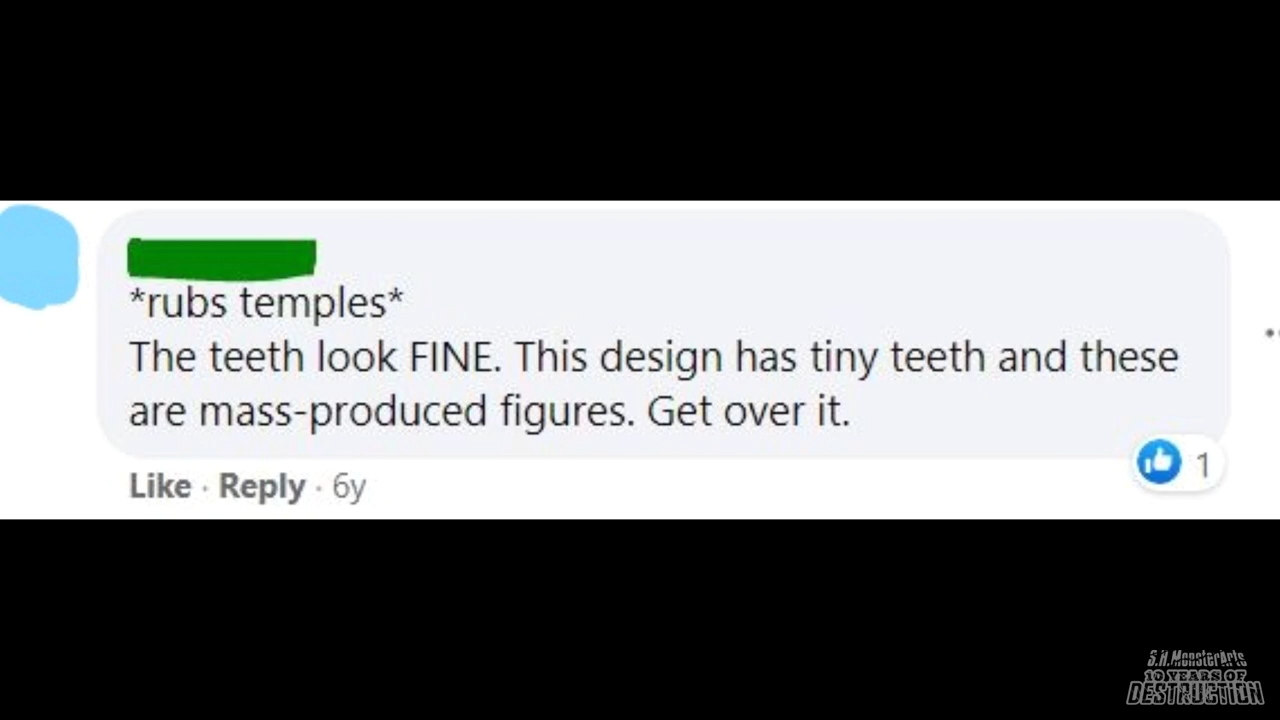 *rubs temples*
The teeth look FINE. This design has tiny teeth and these
are mass-produced figures. Get over it.
Like · Reply · 6y
1
S.H.MonsterArts
10 YEARS OF
DESTRUCTION